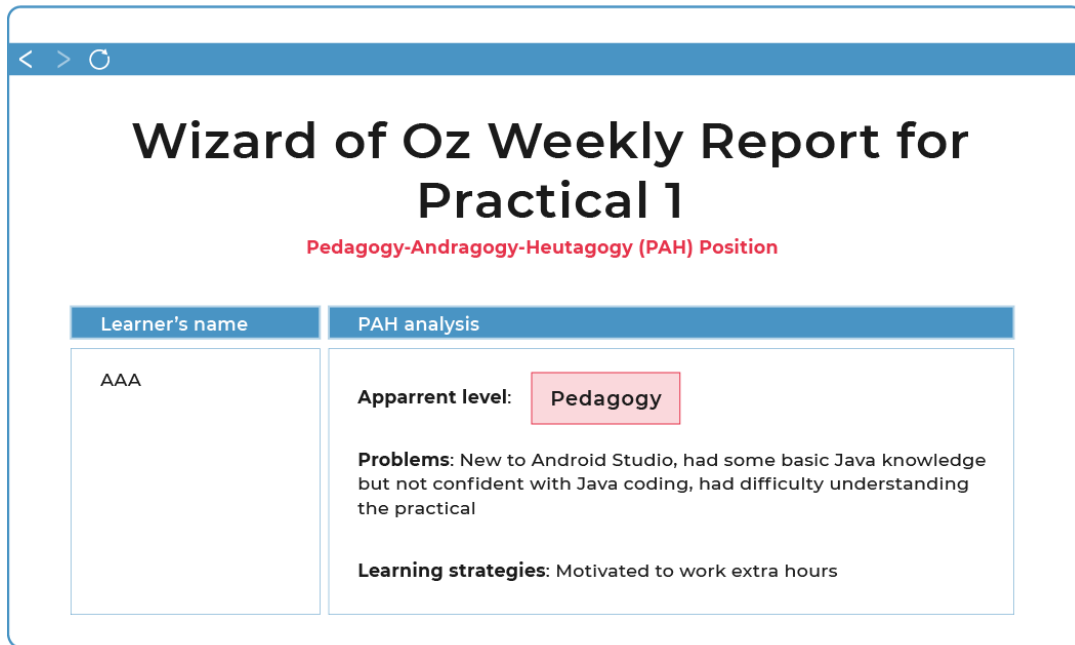 Wizard of Oz Weekly Report for
Practical 1
Pedagogy-Andragogy-Heutagogy (PAH) Position
Learner’s name
PAH analysis
AAA
Apparrent level: Pedagogy
Problems: New to Android Studio, had some basic Java knowledge
but not confident with Java coding, had difficulty understanding
the practical
Learning strategies: Motivated to work extra hours